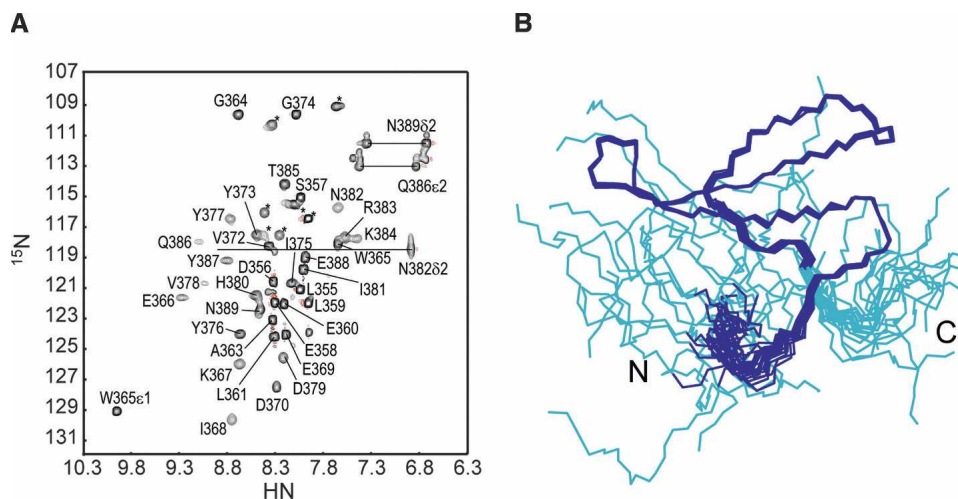 A
B
107
109
111
113
115
117
119
121
123
125
127
129
131
15N
10.3 9.8 9.3 8.8 8.3 7.8 7.3 6.8 6.3
HN
G364 G374 *
*
N389δ2
T385
S357
Q386ε2
Y373 N382
* * R383
Y377 * *
K384
Q386 V372 I375 W365
Y387 D356 E388 N382δ2
V378 H380 I381
L355
E366 L359
N389
Y376 E360
A363 E358
K367 E369
L361 D379
D370
W365ε1
I368
N
C